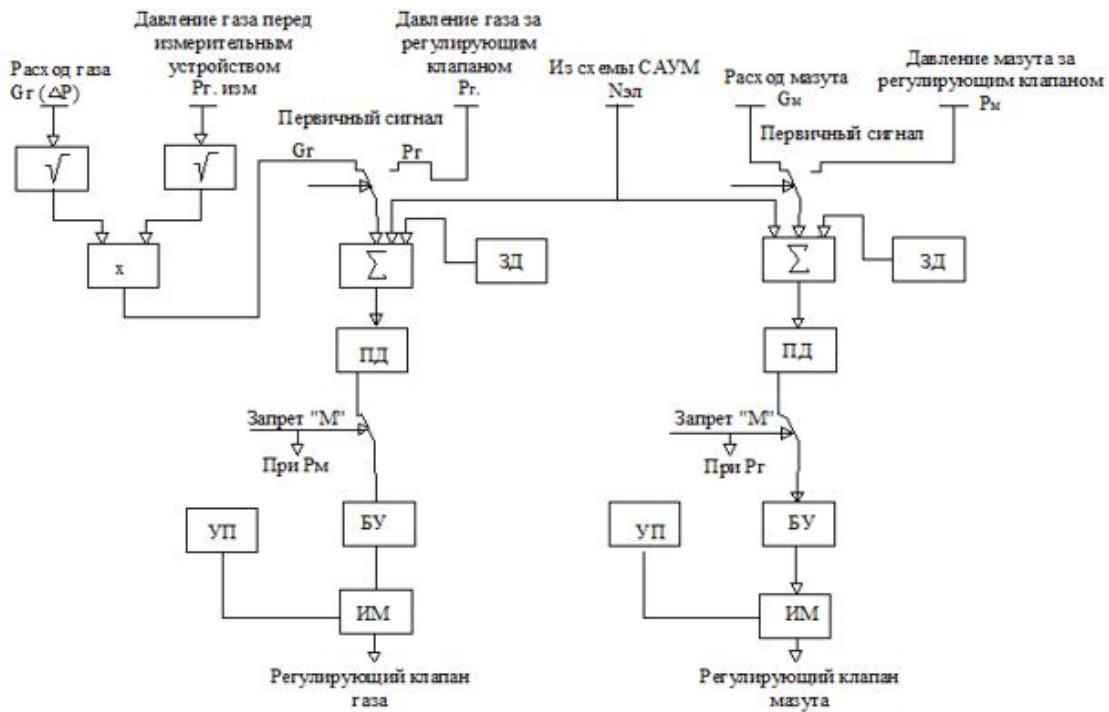 Давление газа перед
измерительным
устройством
Рг. изм
Давление газа за
регулирующим
клапаном
Рг.
Из схемы САУМ
Nэл
Расход газа
Gг (△P)
Расход мазута
Gм
Давление мазута за
регулирующим клапаном
Рм
Первичный сигнал
Gг
Рг
Первичный сигнал
√
√
x
∑
ЗД
∑
ЗД
ПД
ПД
Запрет "М"
При Рм
Запрет "М"
При Рг
УП
БУ
УП
БУ
ИМ
ИМ
Регулирующий клапан
газа
Регулирующий клапан
мазута